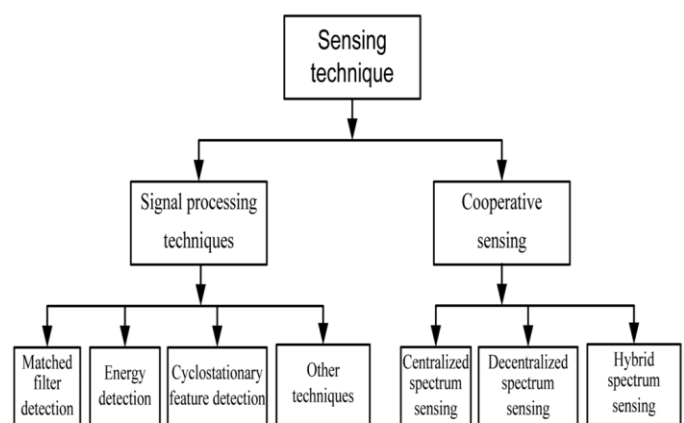 Sensing
technique
Signal processing
techniques
Cooperative
sensing
Matched
filter
detection
Energy
detection
Cyclostationary
feature detection
Other
techniques
Centralized
spectrum
sensing
Decentralized
spectrum
sensing
Hybrid
spectrum
sensing